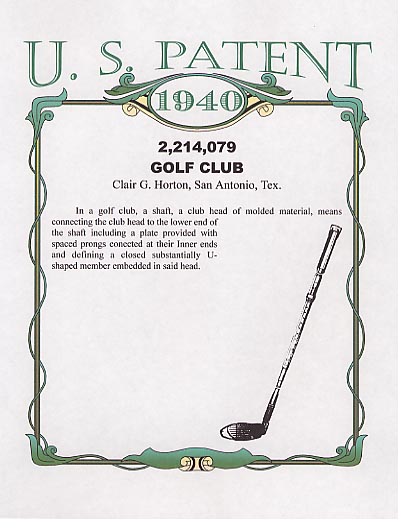 U. S. PATENT
1940
2,214,079
GOLF CLUB
Clair G. Horton, San Antonio, Tex.
In a golf club, a shaft, a club head of molded material, means
connecting the club head to the lower end of
the shaft including a plate provided with
spaced prongs conected at their Inner ends
and defining a closed substantially U-
shaped member embedded in said head.